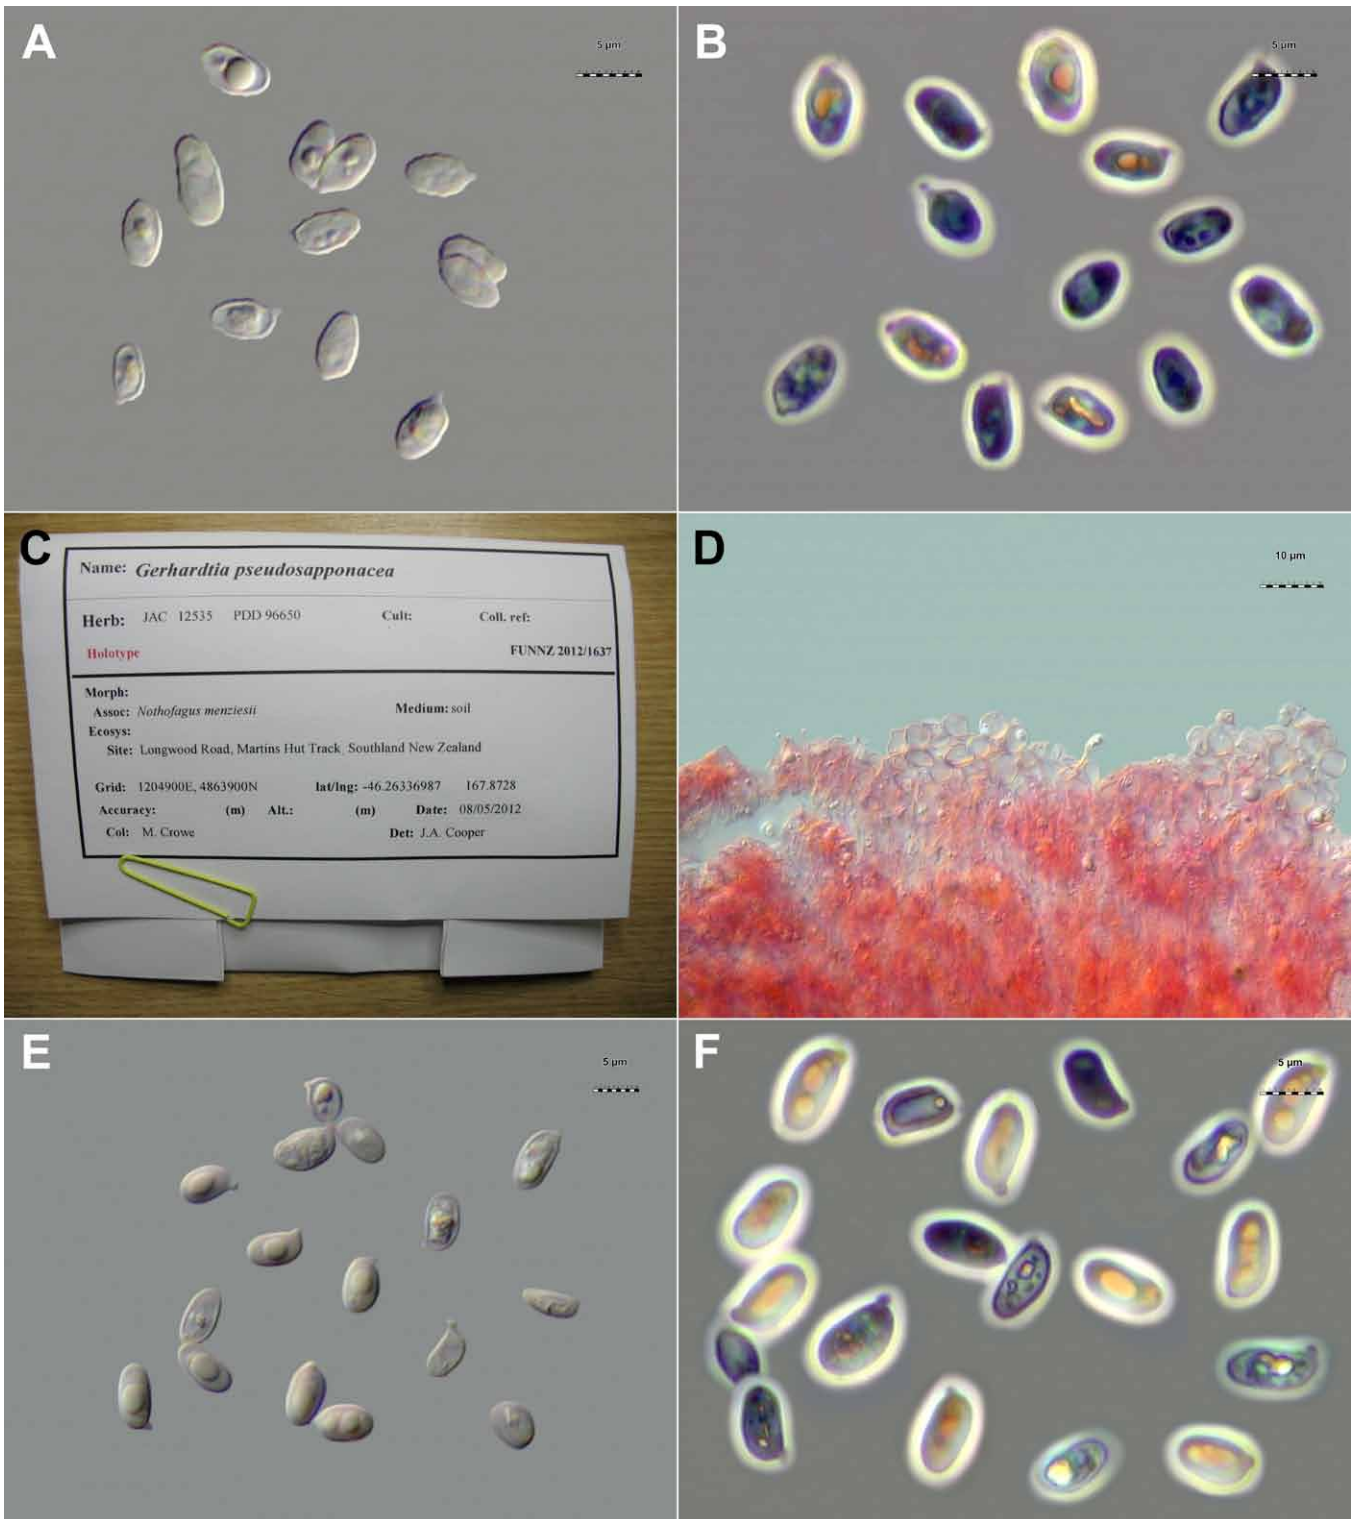 A
5 µm
B
5 µm
C
Name: Gerhardtia pseudosapponacea
Herb: JAC 12535 PDD 96650 Cult: Coll. ref:
Holotype FUNNZ 2012/1637
Morph:
Assoc: Nothofagus menziesii Medium: soil
Ecosys:
Site: Longwood Road, Martins Hut Track, Southland New Zealand
Grid: 1204900E, 4863900N lat/lng: -46.26336987 167.8728
Accuracy: (m) Alt.: (m) Date: 08/05/2012
Col: M. Crowe Det: J.A. Cooper
D
10 µm
E
5 µm
F
5 µm